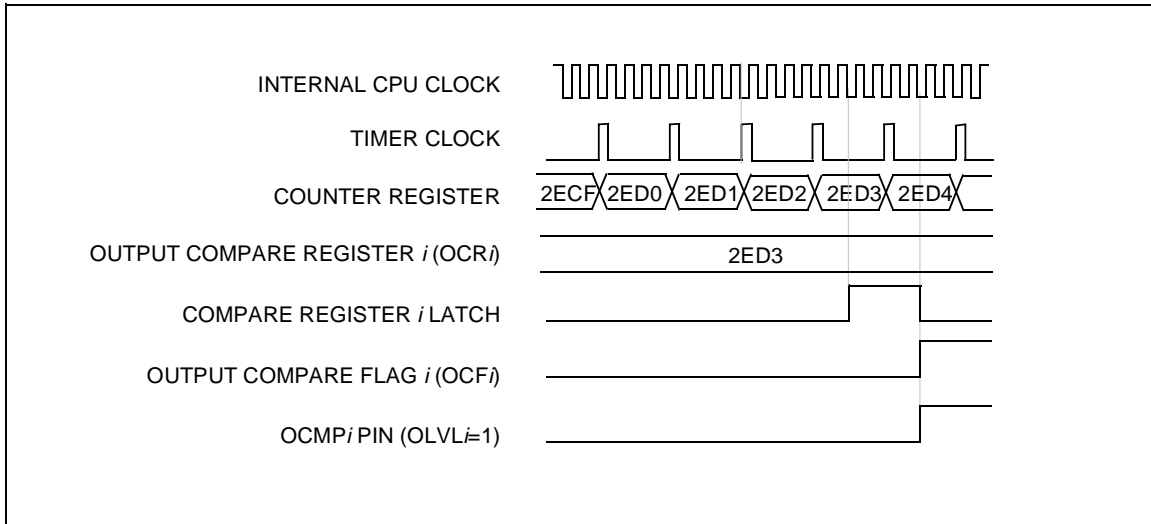 INTERNAL CPU CLOCK
TIMER CLOCK
COUNTER REGISTER 2ECF 2ED0 2ED1 2ED2 2ED3 2ED4
OUTPUT COMPARE REGISTER i (OCRi) 2ED3
COMPARE REGISTER i LATCH
OUTPUT COMPARE FLAG i (OCFi)
OCMPi PIN (OLVLi=1)